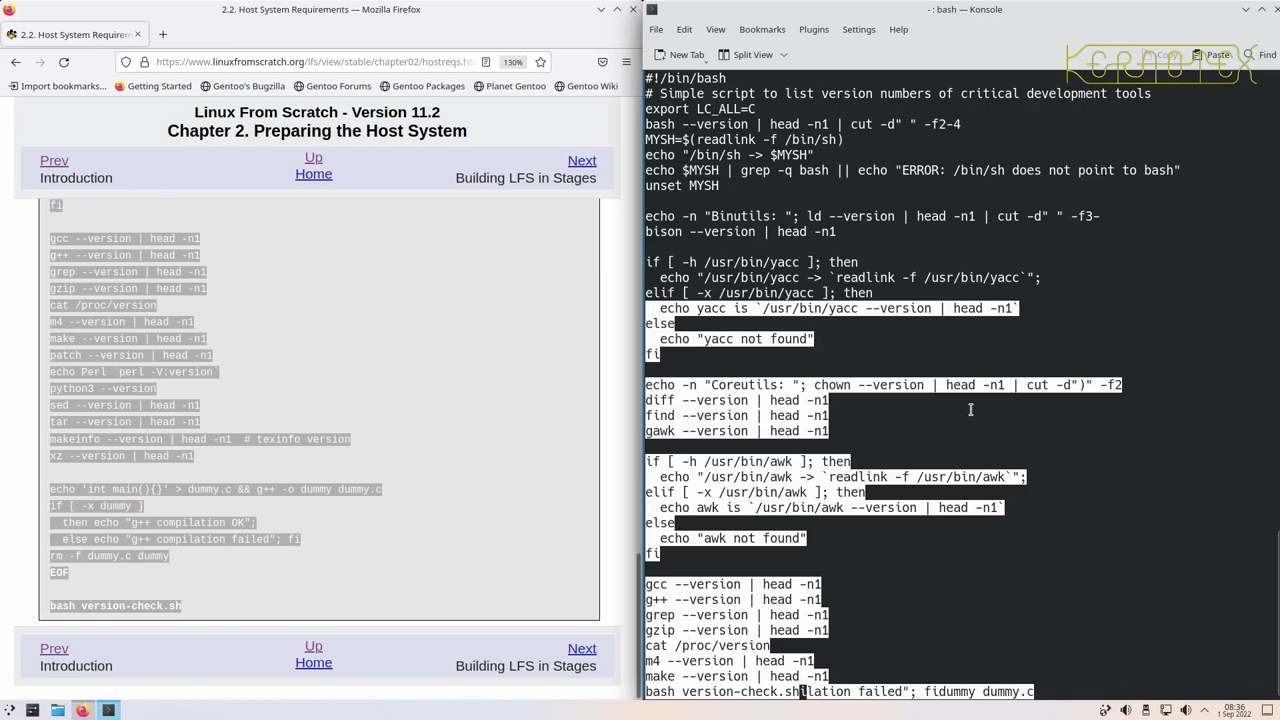 2.2. Host System Requirements — Mozilla Firefox
2.2. Host System Requirem
https://www.linuxfromscratch.org/lfs/view/stable/chapter02/hostreqs.
130%
Import bookmarks...
Getting Started
Gentoo's Bugzilla
Gentoo Forums
Gentoo Packages
Planet Gentoo
Gentoo Wiki
Linux From Scratch - Version 11.2
Chapter 2. Preparing the Host System
Prev
Up
Next
Introduction
Home
Building LFS in Stages
fi
gcc --version | head -n1
g++ --version | head -n1
grep --version | head -n1
gzip --version | head -n1
cat /proc/version
m4 --version | head -n1
make --version | head -n1
patch --version | head -n1
echo Perl `perl -V:version`
python3 --version
sed --version | head -n1
tar --version | head -n1
makeinfo --version | head -n1  # texinfo version
xz --version | head -n1
echo 'int main(){}' > dummy.c && g++ -o dummy dummy.c
if [ -x dummy ]
then echo "g++ compilation OK";
else echo "g++ compilation failed"; fi
rm -f dummy.c dummy
EOF
bash version-check.sh
Prev
Up
Next
Introduction
Home
Building LFS in Stages
- : bash — Konsole
File
Edit
View
Bookmarks
Plugins
Settings
Help
New Tab
Split View
Copy
Paste
Find
#!/bin/bash
# Simple script to list version numbers of critical development tools
export LC_ALL=C
bash --version | head -n1 | cut -d" " -f2-4
MYSH=$(readlink -f /bin/sh)
echo "/bin/sh -> $MYSH"
echo $MYSH | grep -q bash || echo "ERROR: /bin/sh does not point to bash"
unset MYSH
echo -n "Binutils: "; ld --version | head -n1 | cut -d" " -f3-
bison --version | head -n1
if [ -h /usr/bin/yacc ]; then
echo "/usr/bin/yacc -> `readlink -f /usr/bin/yacc`";
elif [ -x /usr/bin/yacc ]; then
echo yacc is `/usr/bin/yacc --version | head -n1`
else
echo "yacc not found"
fi
echo -n "Coreutils: "; chown --version | head -n1 | cut -d")" -f2
diff --version | head -n1
find --version | head -n1
gawk --version | head -n1
if [ -h /usr/bin/awk ]; then
echo "/usr/bin/awk -> `readlink -f /usr/bin/awk`";
elif [ -x /usr/bin/awk ]; then
echo awk is `/usr/bin/awk --version | head -n1`
else
echo "awk not found"
fi
gcc --version | head -n1
g++ --version | head -n1
grep --version | head -n1
gzip --version | head -n1
cat /proc/version
m4 --version | head -n1
make --version | head -n1
bash version-check.shilation failed"; fidummy dummy.c
08:36
1 Sep 2022